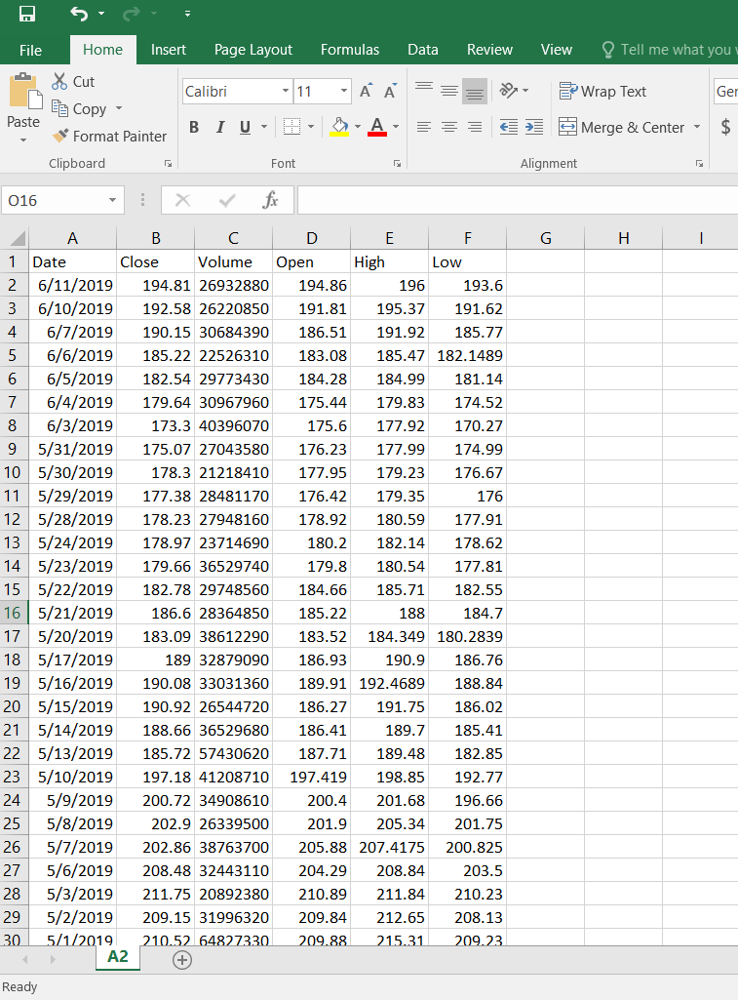 File Home Insert Page Layout Formulas Data Review View Tell me what you
Paste Cut Calibri 11 A A Wrap Text
Copy B I U A Merge & Center $
Format Painter
Clipboard Font Alignment
O16 fx
A B C D E F G H I
1 Date Close Volume Open High Low
2 6/11/2019 194.81 26932880 194.86 196 193.6
3 6/10/2019 192.58 26220850 191.81 195.37 191.62
4 6/7/2019 190.15 30684390 186.51 191.92 185.77
5 6/6/2019 185.22 22526310 183.08 185.47 182.1489
6 6/5/2019 182.54 29773430 184.28 184.99 181.14
7 6/4/2019 179.64 30967960 175.44 179.83 174.52
8 6/3/2019 173.3 40396070 175.6 177.92 170.27
9 5/31/2019 175.07 27043580 176.23 177.99 174.99
10 5/30/2019 178.3 21218410 177.95 179.23 176.67
11 5/29/2019 177.38 28481170 176.42 179.35 176
12 5/28/2019 178.23 27948160 178.92 180.59 177.91
13 5/24/2019 178.97 23714690 180.2 182.14 178.62
14 5/23/2019 179.66 36529740 179.8 180.54 177.81
15 5/22/2019 182.78 29748560 184.66 185.71 182.55
16 5/21/2019 186.6 28364850 185.22 188 184.7
17 5/20/2019 183.09 38612290 183.52 184.349 180.2839
18 5/17/2019 189 32879090 186.93 190.9 186.76
19 5/16/2019 190.08 33031360 189.91 192.4689 188.84
20 5/15/2019 190.92 26544720 186.27 191.75 186.02
21 5/14/2019 188.66 36529680 186.41 189.7 185.41
22 5/13/2019 185.72 57430620 187.71 189.48 182.85
23 5/10/2019 197.18 41208710 197.419 198.85 192.77
24 5/9/2019 200.72 34908610 200.4 201.68 196.66
25 5/8/2019 202.9 26339500 201.9 205.34 201.75
26 5/7/2019 202.86 38763700 205.88 207.4175 200.825
27 5/6/2019 208.48 32443110 204.29 208.84 203.5
28 5/3/2019 211.75 20892380 210.89 211.84 210.23
29 5/2/2019 209.15 31996320 209.84 212.65 208.13
30 5/1/2019 210.52 64827330 209.88 215.31 209.23
A2
Ready